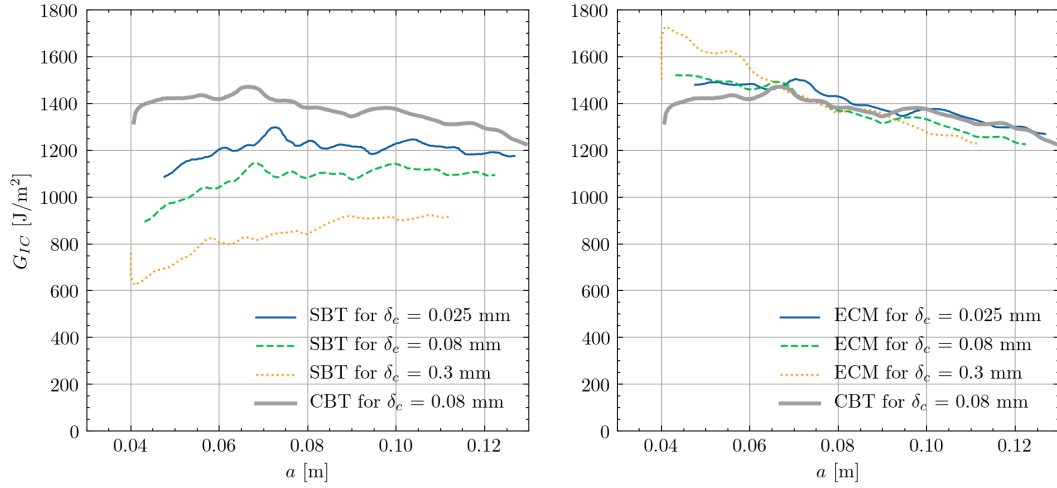 1800
1600
1400
1200
1000
800
600
400
200
0
G_{IC} [J/m²]
0.04 0.06 0.08 0.10 0.12
a [m]
SBT for δ_c = 0.025 mm
SBT for δ_c = 0.08 mm
SBT for δ_c = 0.3 mm
CBT for δ_c = 0.08 mm
1800
1600
1400
1200
1000
800
600
400
200
0
0.04 0.06 0.08 0.10 0.12
a [m]
ECM for δ_c = 0.025 mm
ECM for δ_c = 0.08 mm
ECM for δ_c = 0.3 mm
CBT for δ_c = 0.08 mm